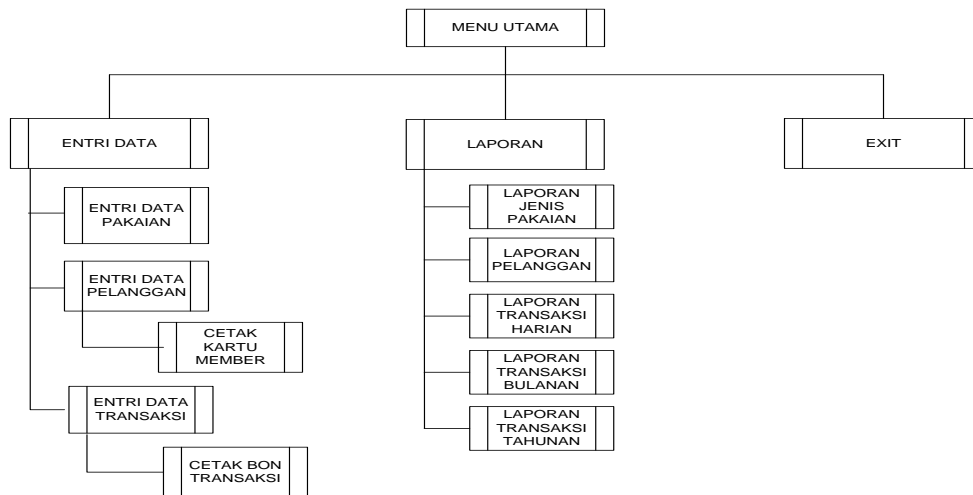 MENU UTAMA
ENTRI DATA
LAPORAN
EXIT
ENTRI DATA
PAKAIAN
ENTRI DATA
PELANGGAN
CETAK
KARTU
MEMBER
ENTRI DATA
TRANSAKSI
CETAK BON
TRANSAKSI
LAPORAN
JENIS
PAKAIAN
LAPORAN
PELANGGAN
LAPORAN
TRANSAKSI
HARIAN
LAPORAN
TRANSAKSI
BULANAN
LAPORAN
TRANSAKSI
TAHUNAN